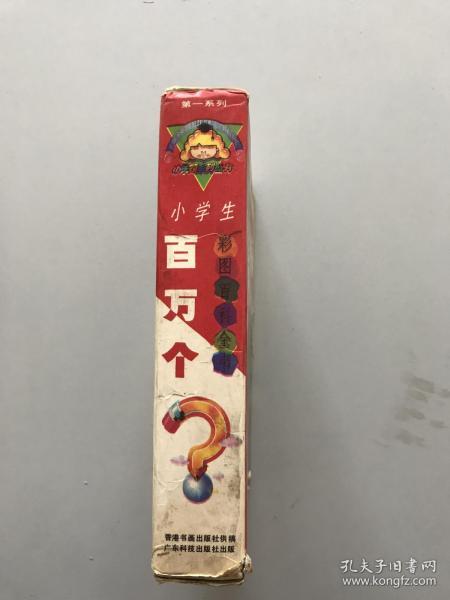 第一系列
小学生
百万个
?
彩图百科全书
香港书画出版社供稿
广东科技出版社出版
孔夫子旧书网
www.kongfz.com